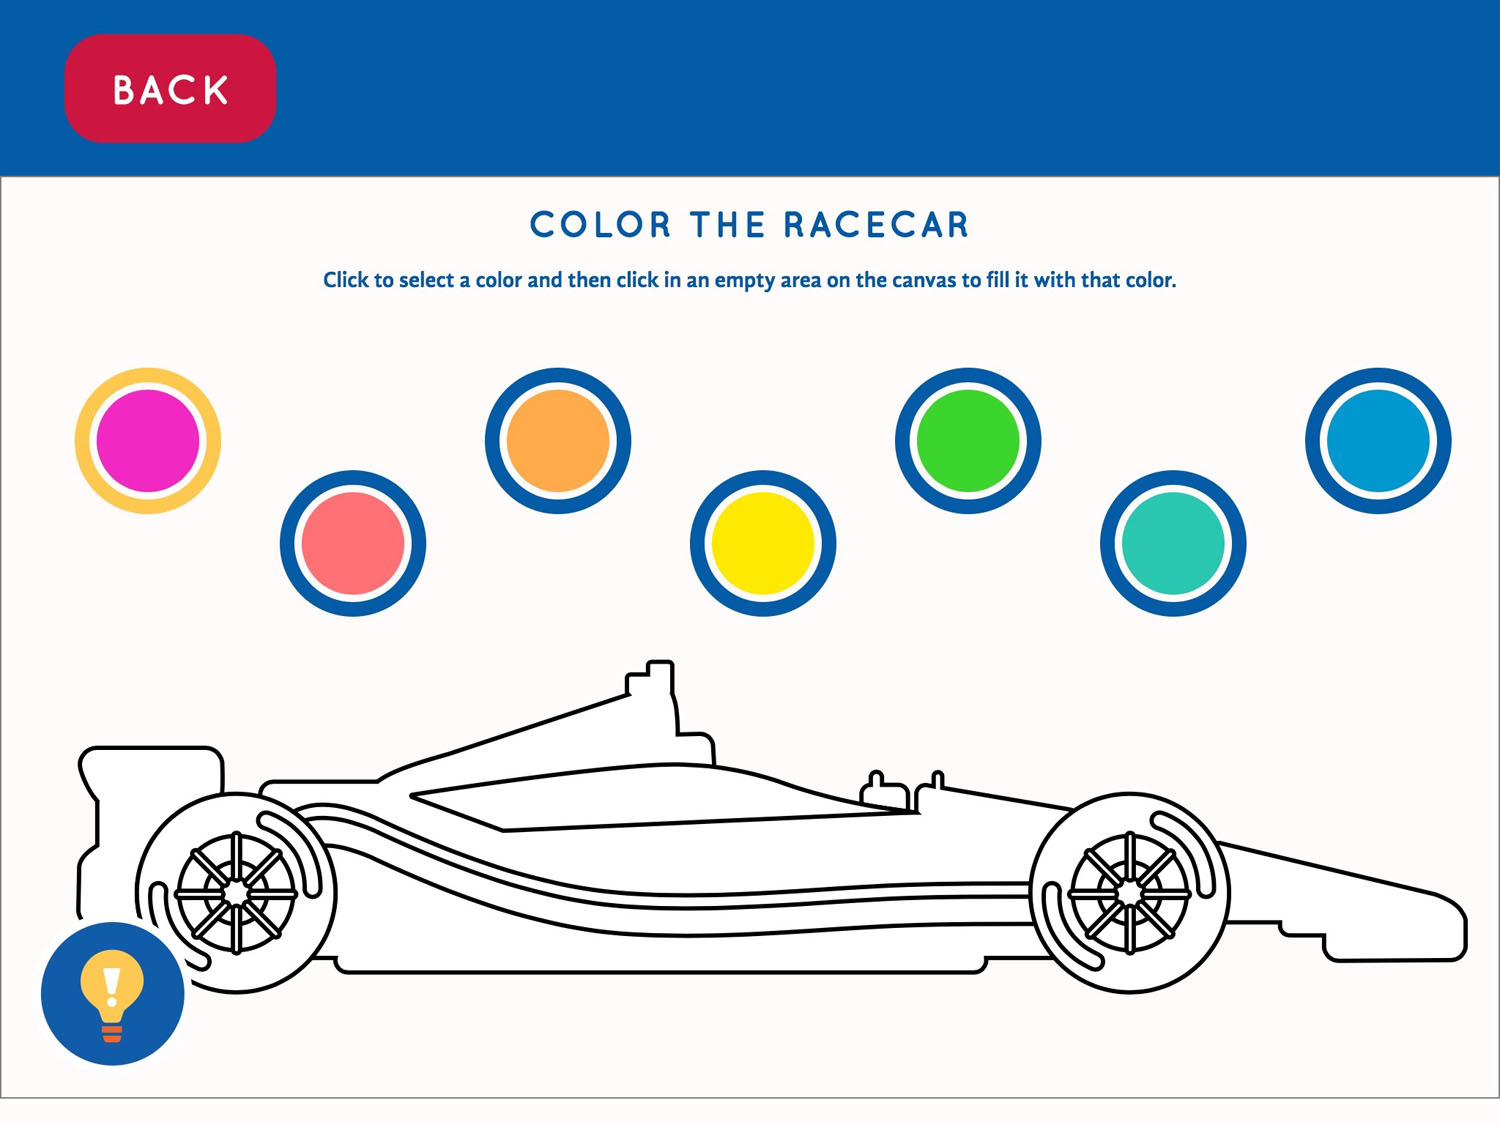 BACK
COLOR THE RACECAR
Click to select a color and then click in an empty area on the canvas to fill it with that color.